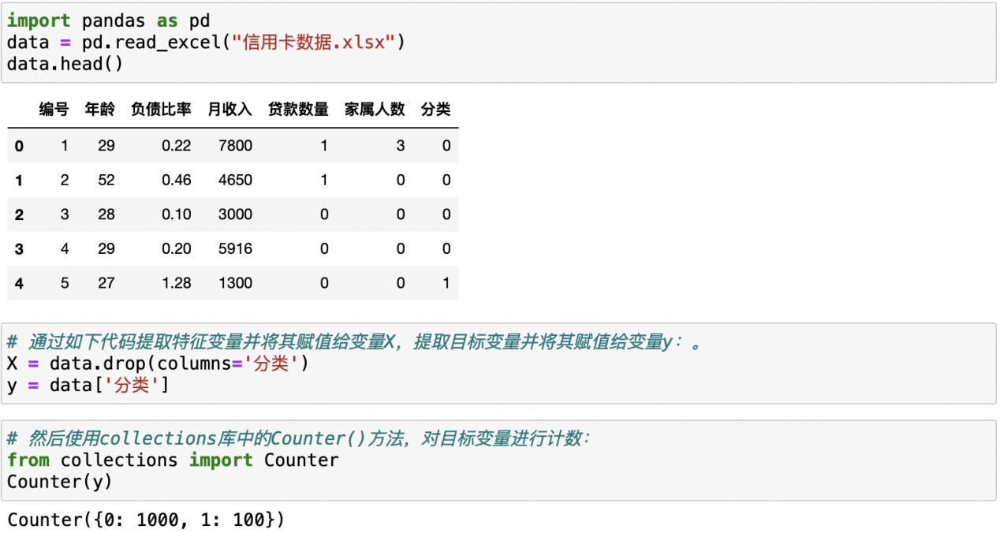 import pandas as pd
data = pd.read_excel("信用卡数据.xlsx")
data.head()
编号 年龄 负债比率 月收入 贷款数量 家属人数 分类
0 1 29 0.22 7800 1 3 0
1 2 52 0.46 4650 1 0 0
2 3 28 0.10 3000 0 0 0
3 4 29 0.20 5916 0 0 0
4 5 27 1.28 1300 0 0 1
# 通过如下代码提取特征变量并将其赋值给变量X，提取目标变量并将其赋值给变量y：。
X = data.drop(columns='分类')
y = data['分类']
# 然后使用collections库中的Counter()方法，对目标变量进行计数：
from collections import Counter
Counter(y)
Counter({0: 1000, 1: 100})